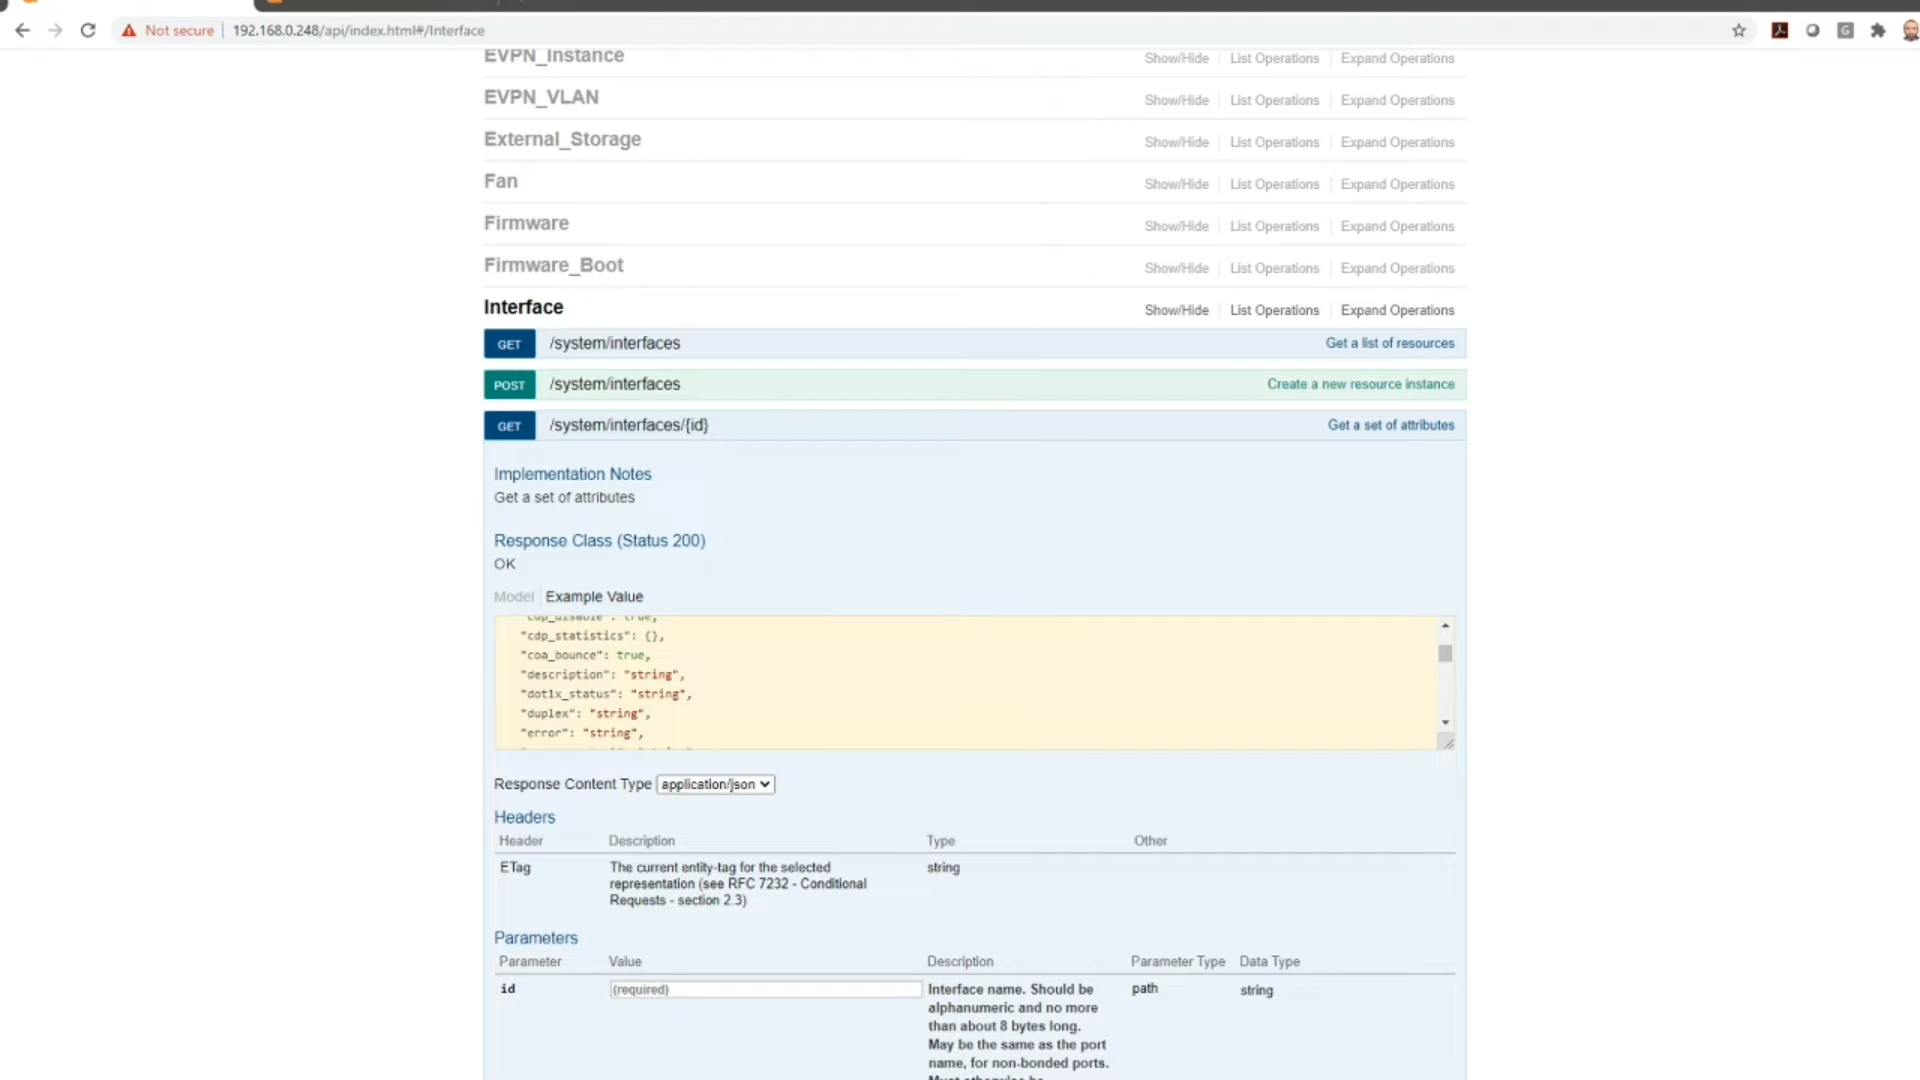 Not secure
192.168.0.248/api/index.html#/Interface
EVPN_Instance Show/Hide List Operations Expand Operations
EVPN_VLAN Show/Hide List Operations Expand Operations
External_Storage Show/Hide List Operations Expand Operations
Fan Show/Hide List Operations Expand Operations
Firmware Show/Hide List Operations Expand Operations
Firmware_Boot Show/Hide List Operations Expand Operations
Interface Show/Hide List Operations Expand Operations
GET /system/interfaces Get a list of resources
POST /system/interfaces Create a new resource instance
GET /system/interfaces/{id} Get a set of attributes
Implementation Notes
Get a set of attributes
Response Class (Status 200)
OK
Model Example Value
"cdp_disable": true,
"cdp_statistics": {},
"coa_bounce": true,
"description": "string",
"dot1x_status": "string",
"duplex": "string",
"error": "string",
Response Content Type application/json
Headers
Header Description Type Other
ETag The current entity-tag for the selected string
representation (see RFC 7232 - Conditional
Requests - section 2.3)
Parameters
Parameter Value Description Parameter Type Data Type
id (required) Interface name. Should be path string
alphanumeric and no more
than about 8 bytes long.
May be the same as the port
name, for non-bonded ports.
Must otherwise be